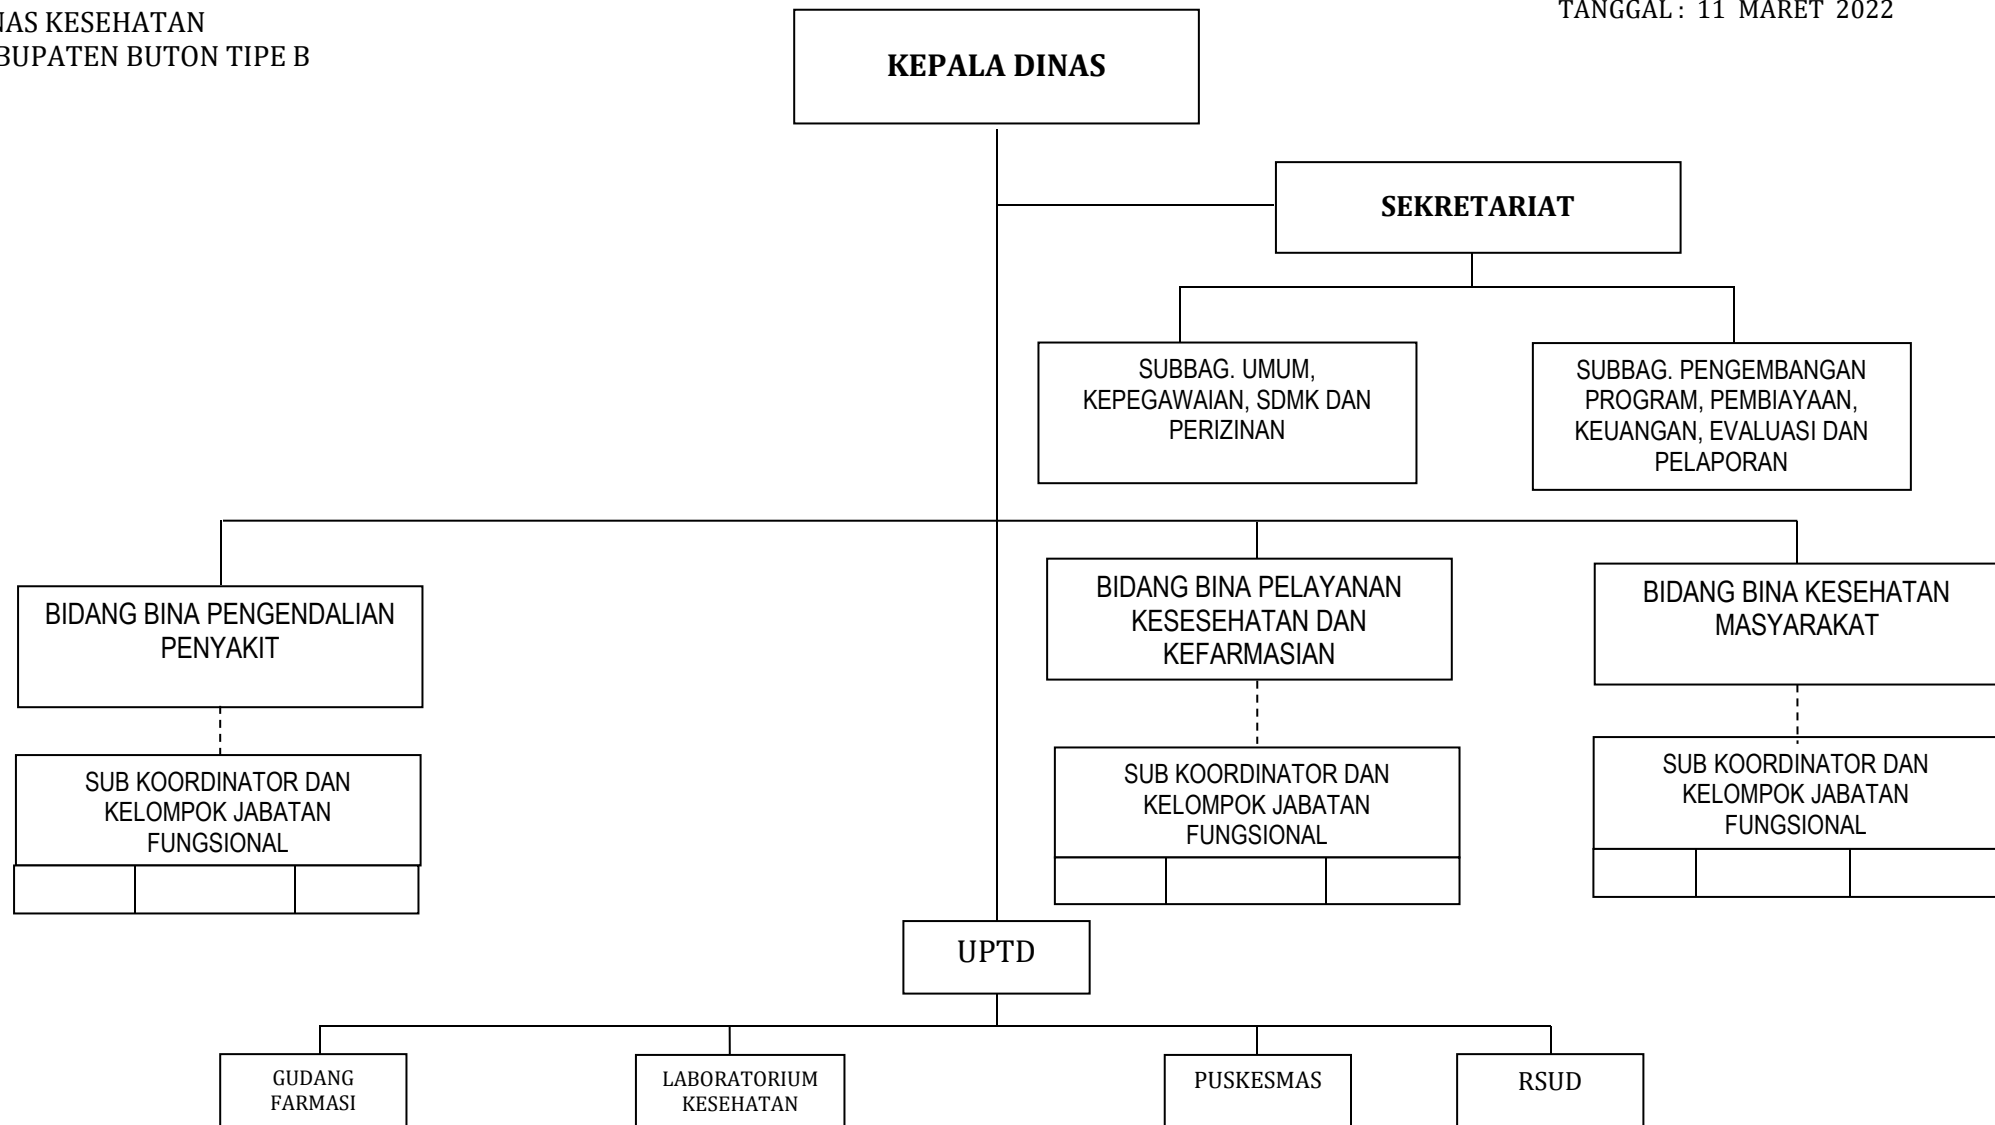 NAS KESEHATAN
BUPATEN BUTON TIPE B
TANGGAL : 11 MARET 2022
KEPALA DINAS
SEKRETARIAT
SUBBAG. UMUM,
KEPEGAWAIAN, SDMK DAN
PERIZINAN
SUBBAG. PENGEMBANGAN
PROGRAM, PEMBIAYAAN,
KEUANGAN, EVALUASI DAN
PELAPORAN
BIDANG BINA PENGENDALIAN
PENYAKIT
BIDANG BINA PELAYANAN
KESESEHATAN DAN
KEFARMASIAN
BIDANG BINA KESEHATAN
MASYARAKAT
SUB KOORDINATOR DAN
KELOMPOK JABATAN
FUNGSIONAL
SUB KOORDINATOR DAN
KELOMPOK JABATAN
FUNGSIONAL
SUB KOORDINATOR DAN
KELOMPOK JABATAN
FUNGSIONAL
UPTD
GUDANG
FARMASI
LABORATORIUM
KESEHATAN
PUSKESMAS
RSUD